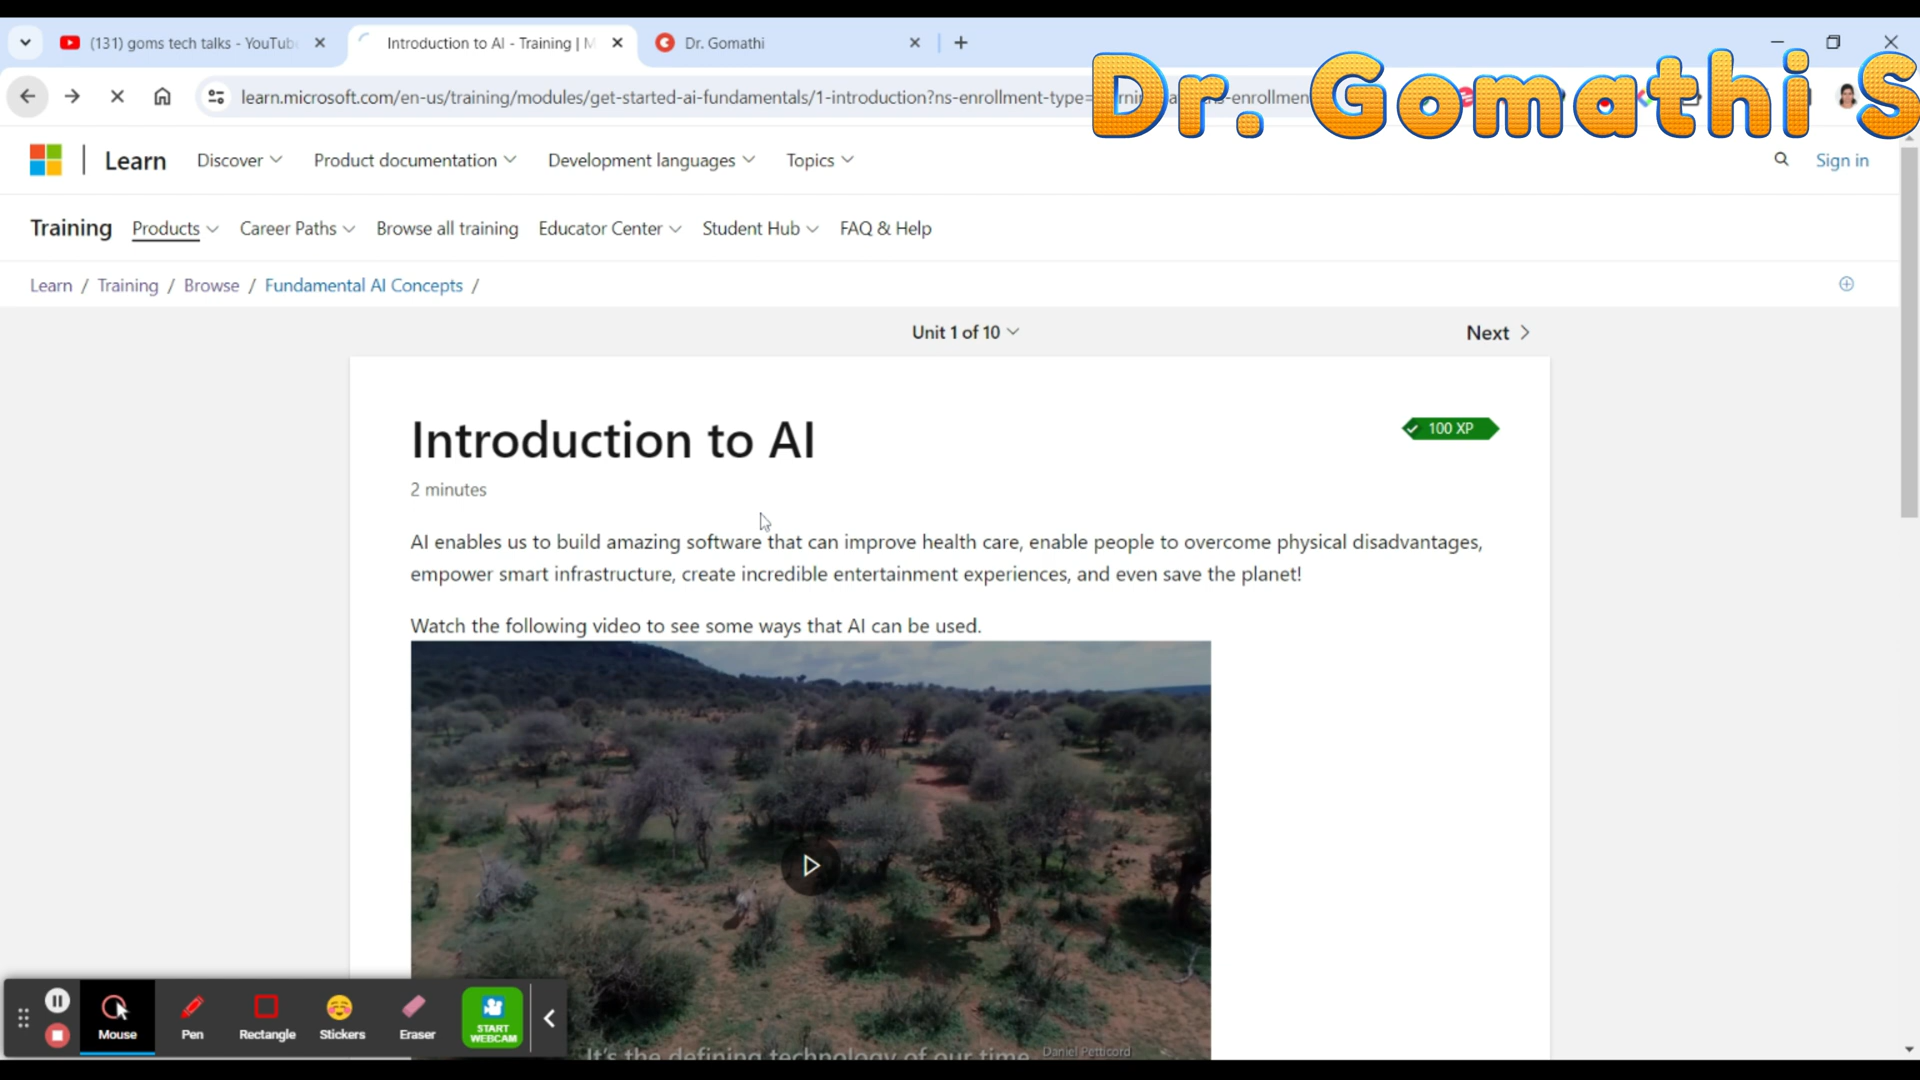 (131) goms tech talks - YouTub
Introduction to AI - Training | M
Dr. Gomathi
Dr. Gomathi S
learn.microsoft.com/en-us/training/modules/get-started-ai-fundamentals/1-introduction?ns-enrollment-type=
Learn
Discover
Product documentation
Development languages
Topics
Sign in
Training
Products
Career Paths
Browse all training
Educator Center
Student Hub
FAQ & Help
Learn / Training / Browse / Fundamental AI Concepts /
Unit 1 of 10
Next
Introduction to AI
100 XP
2 minutes
AI enables us to build amazing software that can improve health care, enable people to overcome physical disadvantages,
empower smart infrastructure, create incredible entertainment experiences, and even save the planet!
Watch the following video to see some ways that AI can be used.
It's the defining technology of our time
Daniel Petticord
Mouse
Pen
Rectangle
Stickers
Eraser
START
WEBCAM